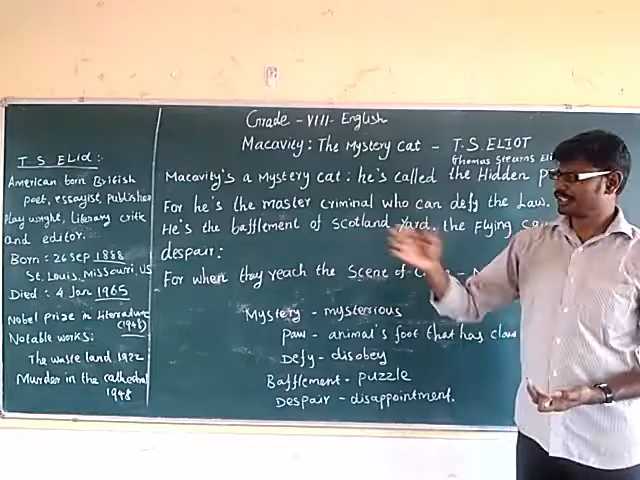 Grade - VIII - English
Macavity: The Mystery Cat - T.S. ELIOT
Thomas Stearns Eli
T S Eliot:
American born British
poet, essayist, publisher
Play wright, literary critic
and editor.
Born: 26 Sep 1888
St. Louis, Missouri, US
Died: 4 Jan 1965
Nobel Prize in literature
(1948)
Notable works:
The waste land 1922
Murder in the cathedral
1948
Macavity's a Mystery Cat: he's called the Hidden P
For he's the master criminal who can defy the Law.
He's the bafflement of Scotland Yard, the Flying
despair:
For when they reach the Scene of
Mystery - mysterrious
Paw - animal's foot that has claw
Defy - disobey
Bafflement - puzzle
Despair - disappointment.